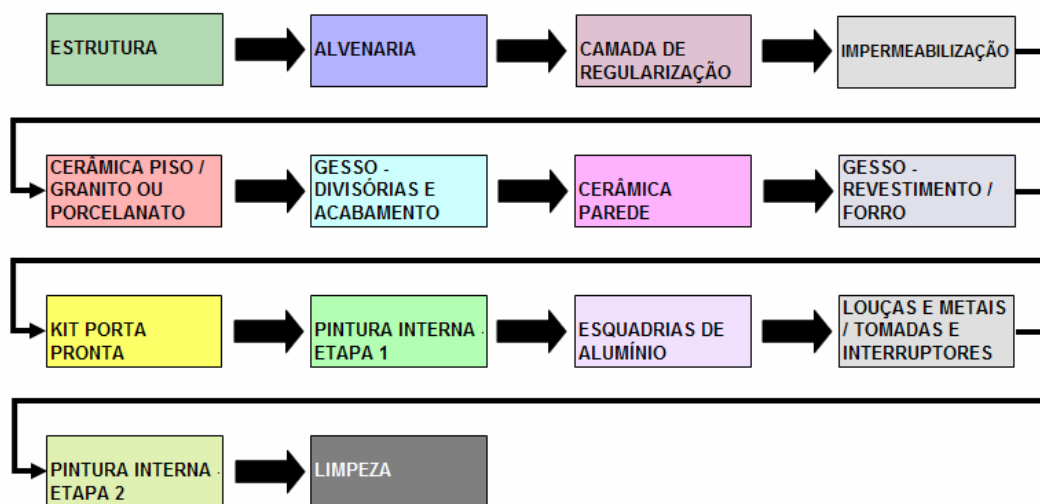 ESTRUTURA
ALVENARIA
CAMADA DE
REGULARIZAÇÃO
IMPERMEABILIZAÇÃO
CERÂMICA PISO /
GRANITO OU
PORCELANATO
GESSO -
DIVISÓRIAS E
ACABAMENTO
CERÂMICA
PAREDE
GESSO -
REVESTIMENTO /
FORRO
KIT PORTA
PRONTA
PINTURA INTERNA -
ETAPA 1
ESQUADRIAS DE
ALUMÍNIO
LOUÇAS E METAIS
/ TOMADAS E
INTERRUPTORES
PINTURA INTERNA -
ETAPA 2
LIMPEZA